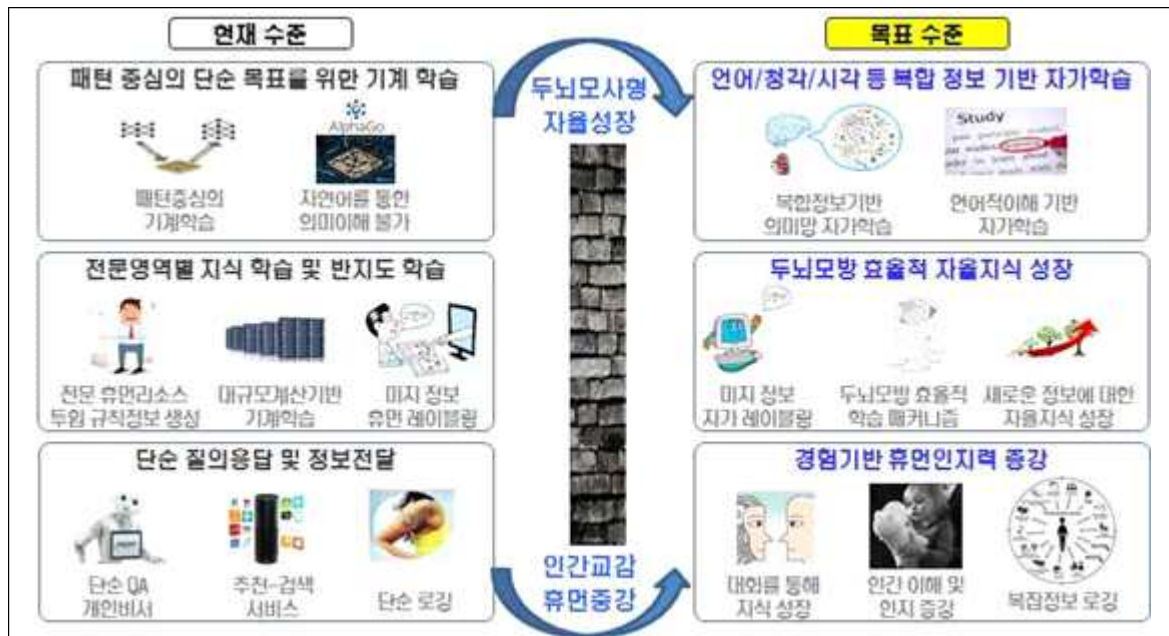 현재 수준
목표 수준
패턴 중심의 단순 목표를 위한 기계 학습
AlphaGo
패턴중심의
기계학습
자연어를 통한
의미이해 불가
두뇌모사형
자율성장
언어/청각/시각 등 복합 정보 기반 자가학습
Study
복합정보기반
의미망 자가학습
언어적이해 기반
자가학습
전문영역별 지식 학습 및 반지도 학습
전문 휴먼리소스
투입 규칙정보 생성
대규모계산기반
기계학습
미지 정보
휴먼 레이블링
두뇌모방 효율적 자율지식 성장
미지 정보
자가 레이블링
두뇌모방 효율적
학습 매커니즘
새로운 정보에 대한
자율지식 성장
단순 질의응답 및 정보전달
단순 QA
개인비서
추천-검색
서비스
단순 로깅
인간교감
휴먼증강
경험기반 휴먼인지력 증강
대화를 통해
지식 성장
인간 이해 및
인지 증강
복잡정보 로깅